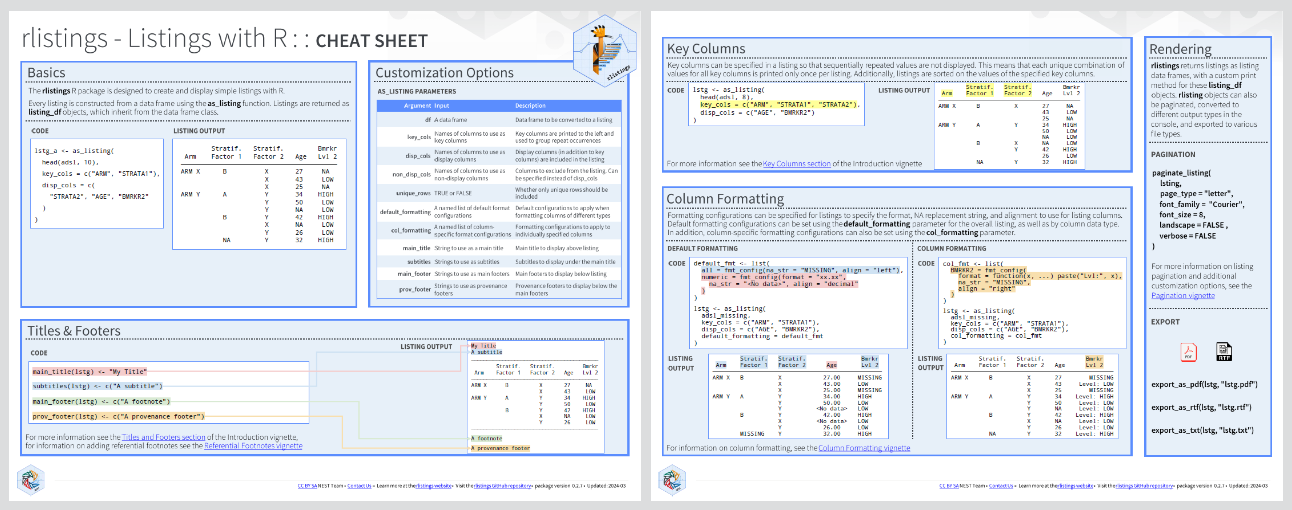 rlistings - Listings with R : : CHEAT SHEET
rlistings
Basics
The rlistings R package is designed to create and display simple listings with R.
Every listing is constructed from a data frame using the as_listing function. Listings are returned as
listing_df objects, which inherit from the data frame class.
CODE
lstg_a <- as_listing(
head(adsl, 10),
key_cols = c("ARM", "STRATA1"),
disp_cols = c(
"STRATA2", "AGE", "BMRKR2"
)
)
LISTING OUTPUT
Stratif. Stratif. Bmrkr
Arm Factor 1 Factor 2 Age Lvl 2
ARM X B X 27 NA
X 43 LOW
X 25 NA
ARM Y A Y 34 HIGH
Y 50 LOW
Y NA LOW
B Y 42 HIGH
X NA LOW
Y 26 LOW
NA Y 32 HIGH
Customization Options
AS_LISTING PARAMETERS
Argument Input Description
df A data frame Data frame to be converted to a listing
key_cols Names of columns to use as key columns Key columns are printed to the left and used to group repeat occurrences
disp_cols Names of columns to use as display columns Display columns (in addition to key columns) are included in the listing
non_disp_cols Names of columns to use as non-display columns Columns to exclude from the listing. Can be specified instead of disp_cols.
unique_rows TRUE or FALSE Whether only unique rows should be included
default_formatting A named list of default format configurations Default configurations to apply when formatting columns of different types
col_formatting A named list of column-specific format configurations Formatting configurations to apply to individually specified columns
main_title String to use as a main title Main title to display above listing
subtitles Strings to use as subtitles Subtitles to display under the main title
main_footer Strings to use as main footers Main footers to display below listing
prov_footer Strings to use as provenance footers Provenance footers to display below the main footers
Titles & Footers
CODE
main_title(lstg) <- "My Title"
subtitles(lstg) <- c("A subtitle")
main_footer(lstg) <- c("A footnote")
prov_footer(lstg) <- c("A provenance footer")
For more information see the Titles and Footers section of the Introduction vignette,
for information on adding referential footnotes see the Referential Footnotes vignette
LISTING OUTPUT
My Title
A subtitle
Stratif. Stratif. Bmrkr
Arm Factor 1 Factor 2 Age Lvl 2
ARM X B X 27 NA
X 43 LOW
X 25 NA
ARM Y A Y 34 HIGH
Y 50 LOW
B Y 42 HIGH
X NA LOW
Y 26 LOW
A footnote
A provenance footer
CC BY SA NEST Team • Contact Us • Learn more at the rlistings website • Visit the rlistings GitHub repository • package version 0.2.7 • Updated: 2024-03
Key Columns
Key columns can be specified in a listing so that sequentially repeated values are not displayed. This means that each unique combination of
values for all key columns is printed only once per listing. Additionally, listings are sorted on the values of the specified key columns.
CODE
lstg <- as_listing(
head(adsl, 8),
key_cols = c("ARM", "STRATA1", "STRATA2"),
disp_cols = c("AGE", "BMRKR2")
)
For more information see the Key Columns section of the Introduction vignette
LISTING OUTPUT
Stratif. Stratif. Bmrkr
Arm Factor 1 Factor 2 Age Lvl 2
ARM X B X 27 NA
43 LOW
25 NA
ARM Y A Y 34 HIGH
50 LOW
NA LOW
B X NA LOW
Y 42 HIGH
26 LOW
NA Y 32 HIGH
Column Formatting
Formatting configurations can be specified for listings to specify the format, NA replacement string, and alignment to use for listing columns.
Default format configurations can be set using the default_formatting parameter for the overall listing, as well as by column data type.
In addition, column-specific formatting configurations can also be set using the col_formatting parameter.
DEFAULT FORMATTING
CODE
default_fmt <- list(
all = fmt_config(na_str = "MISSING", align = "left"),
numeric = fmt_config(format = "xx.xx",
na_str = "<No data>", align = "decimal"
)
)
lstg <- as_listing(
adsl_missing,
key_cols = c("ARM", "STRATA1"),
disp_cols = c("AGE", "BMRKR2"),
default_formatting = default_fmt
)
LISTING
OUTPUT
Stratif. Stratif. Bmrkr
Arm Factor 1 Factor 2 Age Lvl 2
ARM X B X 27.00 MISSING
X 43.00 LOW
X 25.00 MISSING
ARM Y A Y 34.00 HIGH
Y 50.00 LOW
Y <No data> LOW
B Y 42.00 HIGH
X <No data> LOW
Y 26.00 LOW
MISSING Y 32.00 HIGH
For information on column formatting, see the Column Formatting vignette
COLUMN FORMATTING
CODE
col_fmt <- list(
BMRKR2 = fmt_config(
format = function(x, ...) paste("Lvl:", x),
na_str = "MISSING",
align = "right"
)
)
lstg <- as_listing(
adsl_missing,
key_cols = c("ARM", "STRATA1"),
disp_cols = c("AGE", "BMRKR2"),
col_formatting = col_fmt
)
LISTING
OUTPUT
Stratif. Stratif. Bmrkr
Arm Factor 1 Factor 2 Age Lvl 2
ARM X B X 27 MISSING
X 43 Level: LOW
X 25 MISSING
ARM Y A Y 34 Level: HIGH
Y 50 Level: LOW
Y NA Level: LOW
B Y 42 Level: HIGH
X NA Level: LOW
Y 26 Level: LOW
NA Y 32 Level: HIGH
Rendering
rlistings returns listings as listing
data frames, with a custom print
method for these listing_df
objects. rlisting objects can
also be paginated, converted to
different output types in the
console, and exported to various
file types.
PAGINATION
paginate_listing(
lsting,
page_type = "letter",
font_family = "Courier",
font_size = 8,
landscape = FALSE ,
verbose = FALSE
)
For more information on listing
pagination and additional
customization options, see the
Pagination vignette
EXPORT
PDF
RTF
export_as_pdf(lstg, "lstg.pdf")
export_as_rtf(lstg, "lstg.rtf")
export_as_txt(lstg, "lstg.txt")
CC BY SA NEST Team • Contact Us • Learn more at the rlistings website • Visit the rlistings GitHub repository • package version 0.2.7 • Updated: 2024-03